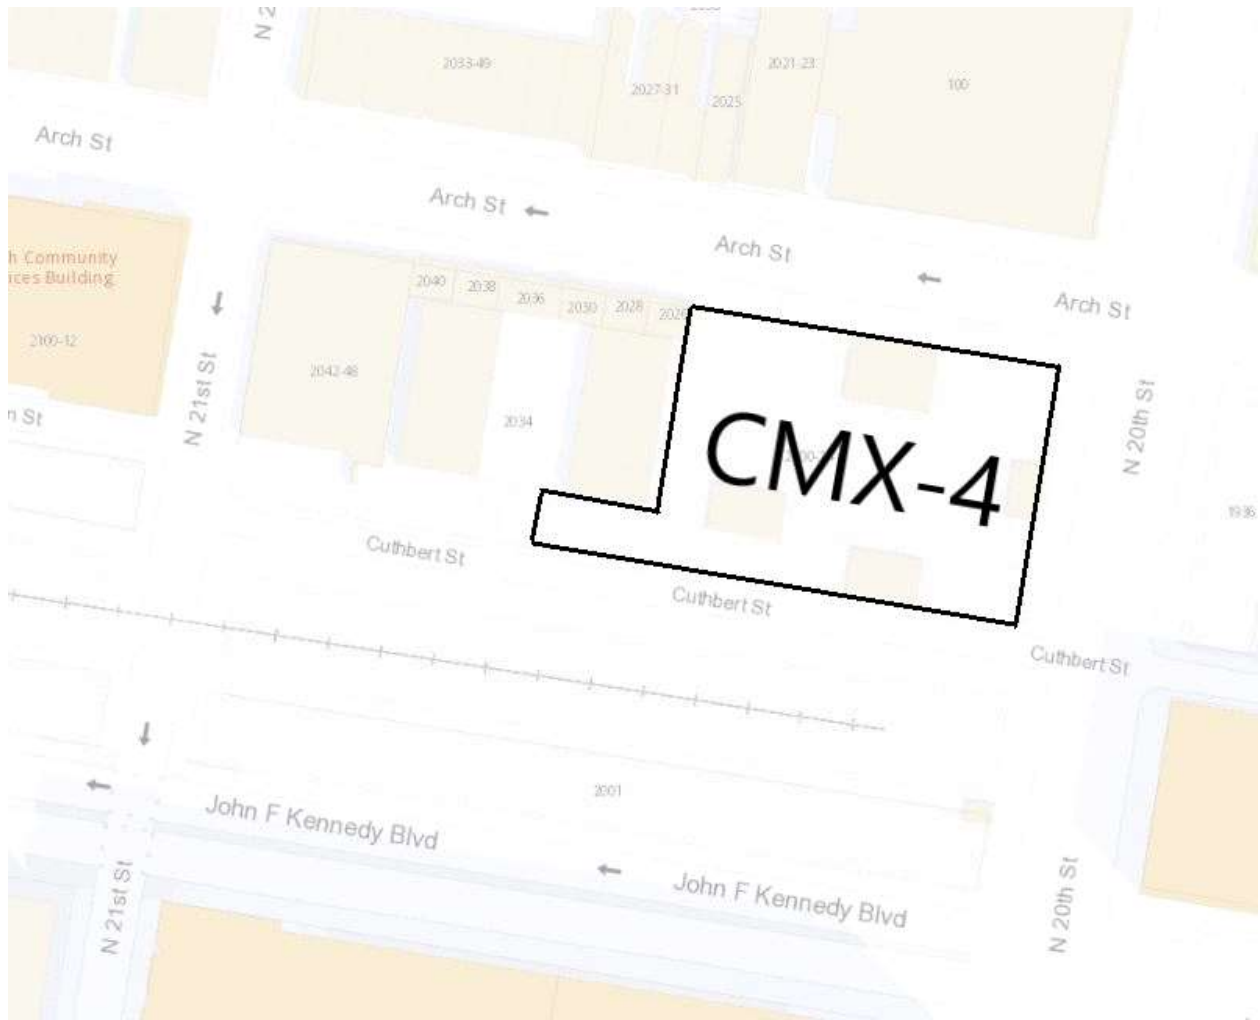 2033-49
2027-31
2025
2021-23
100
Arch St
Arch St
Arch St
Arch St
2040
2038
2036
2030
2028
2026
2100-12
2042-48
2034
N 21st St
N 20th St
CMX-4
1936
Cuthbert St
Cuthbert St
Cuthbert St
2001
John F Kennedy Blvd
John F Kennedy Blvd
N 21st St
N 20th St
Community
Building